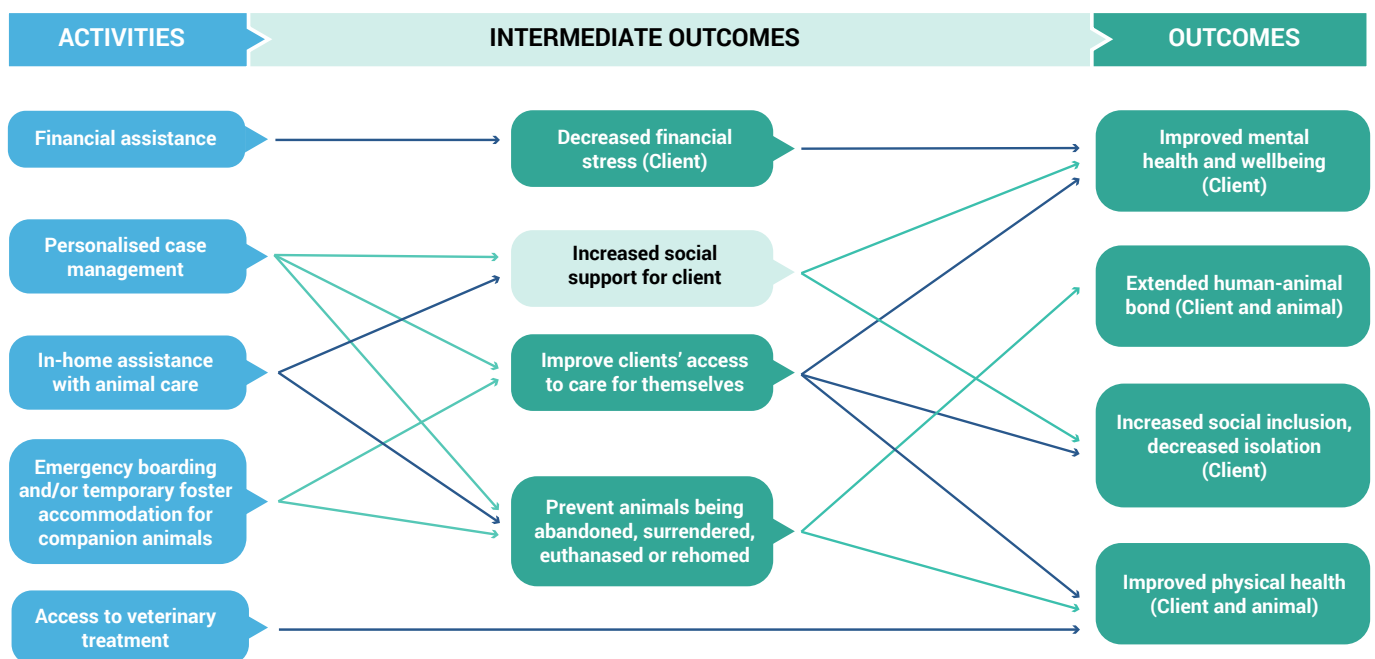 ACTIVITIES
INTERMEDIATE OUTCOMES
OUTCOMES
Financial assistance
Personalised case
management
In-home assistance
with animal care
Emergency boarding
and/or temporary foster
accommodation for
companion animals
Access to veterinary
treatment
Decreased financial
stress (Client)
Increased social
support for client
Improve clients’ access
to care for themselves
Prevent animals being
abandoned, surrendered,
euthanased or rehomed
Improved mental
health and wellbeing
(Client)
Extended human-animal
bond (Client and animal)
Increased social inclusion,
decreased isolation
(Client)
Improved physical health
(Client and animal)